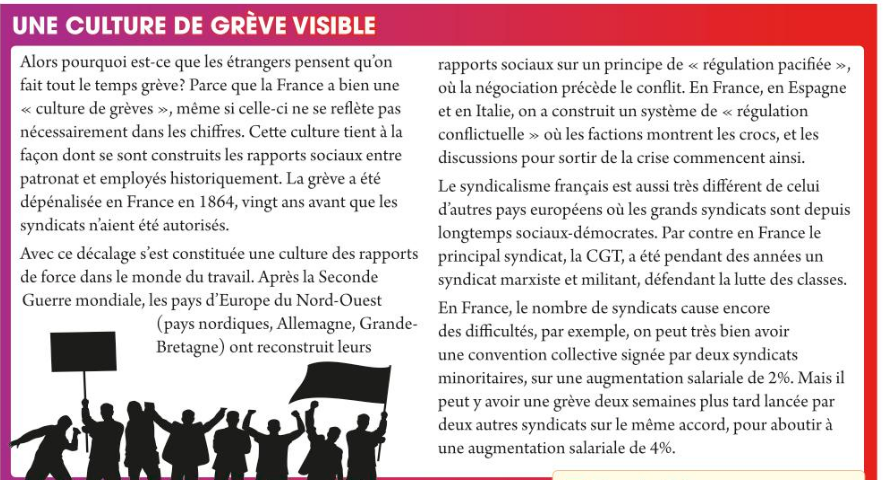 UNE CULTURE DE GRÈVE VISIBLE
Alors pourquoi est-ce que les étrangers pensent qu'on
fait tout le temps grève? Parce que la France a bien une
« culture de grèves », même si celle-ci ne se reflète pas
nécessairement dans les chiffres. Cette culture tient à la
façon dont se sont construits les rapports sociaux entre
patronat et employés historiquement. La grève a été
dépénalisée en France en 1864, vingt ans avant que les
syndicats n'aient été autorisés.
Avec ce décalage s'est constituée une culture des rapports
de force dans le monde du travail. Après la Seconde
Guerre mondiale, les pays d'Europe du Nord-Ouest
(pays nordiques, Allemagne, Grande-
Bretagne) ont reconstruit leurs
rapports sociaux sur un principe de « régulation pacifiée »,
où la négociation précède le conflit. En France, en Espagne
et en Italie, on a construit un système de « régulation
conflictuelle » où les factions montrent les crocs, et les
discussions pour sortir de la crise commencent ainsi.
Le syndicalisme français est aussi très différent de celui
d'autres pays européens où les grands syndicats sont depuis
longtemps sociaux-démocrates. Par contre en France le
principal syndicat, la CGT, a été pendant des années un
syndicat marxiste et militant, défendant la lutte des classes.
En France, le nombre de syndicats cause encore
des difficultés, par exemple, on peut très bien avoir
une convention collective signée par deux syndicats
minoritaires, sur une augmentation salariale de 2%. Mais il
peut y avoir une grève deux semaines plus tard lancée par
deux autres syndicats sur le même accord, pour aboutir à
une augmentation salariale de 4%.